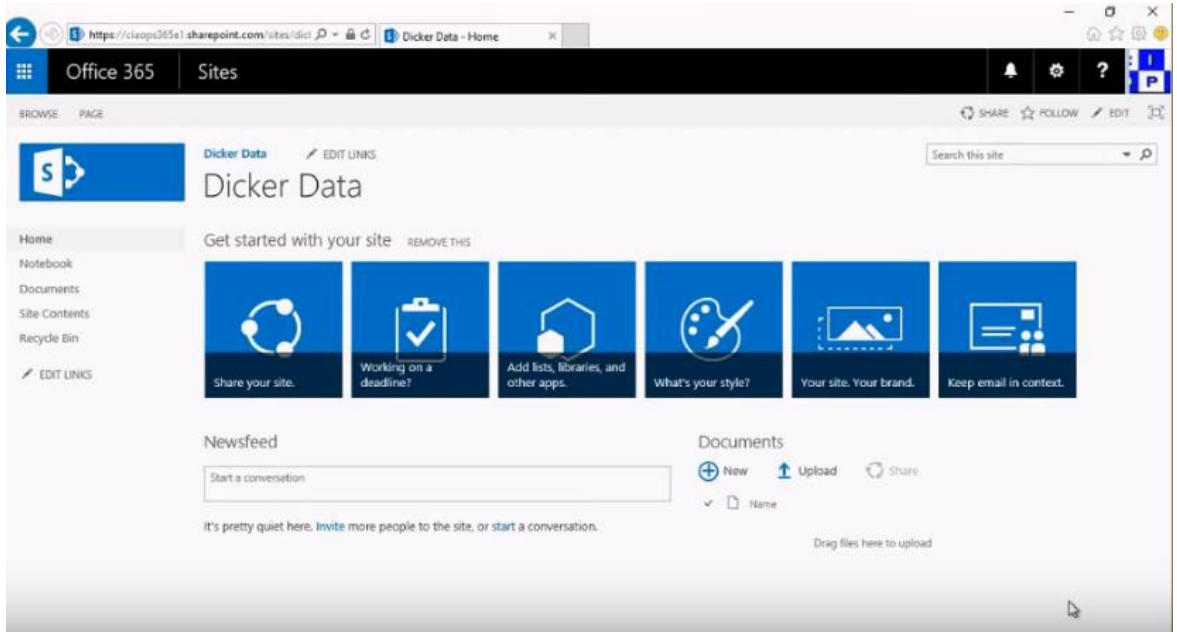 https://ciaops365e1.sharepoint.com/sites/dicl
Dicker Data - Home
Office 365
Sites
?
I
P
BROWSE
PAGE
SHARE
FOLLOW
EDIT
S
Dicker Data
EDIT LINKS
Search this site
Dicker Data
Home
Notebook
Documents
Site Contents
Recycle Bin
EDIT LINKS
Get started with your site REMOVE THIS
Share your site.
Working on a
deadline?
Add lists, libraries, and
other apps.
What's your style?
Your site. Your brand.
Keep email in context.
Newsfeed
Start a conversation
It's pretty quiet here. Invite more people to the site, or start a conversation.
Documents
New
Upload
Share
Name
Drag files here to upload